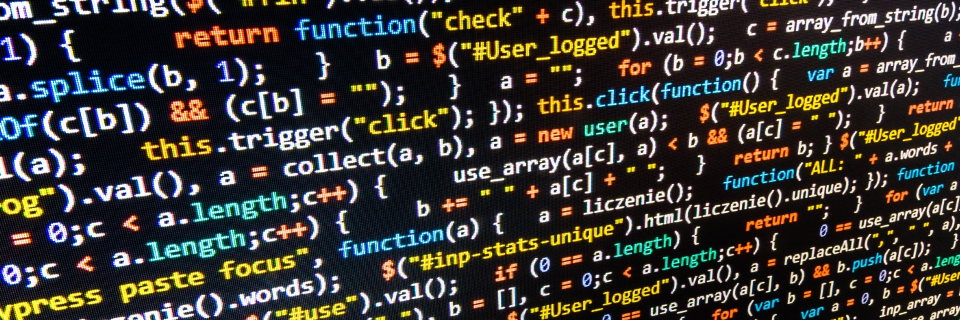 om_string($(
1) {     return function("check" + c), this.trigger("click");
a.splice(b, 1);   }   b = $("#User_logged").val();   c = array_from_string(b);
Of(c[b]) && (c[b] = "");   }   a = "";   for (b = 0;b < c.length;b++) {   a
l(a);   this.trigger("click"); }); this.click(function() {   var a = array_from_
og").val(), a = collect(a, b), a = new user(a);   $("#User_logged").val(a);
= 0;c < a.length;c++) {   use_array(a[c], a) < b && (a[c] = " ");   }   return
0;c < a.length;c++) {   b += " " + a[c] + " ";   }   return b; } $("#User_logged"
ypress paste focus", function(a) {   a = liczenie();   function("ALL: " + a.words +
zenie().words);   $("#inp-stats-unique").html(liczenie().unique); }); function
$("#use").val();   if (0 == a.length) {   return "";   }   for (var a
b = [], c = 0;c < a.length;c++) {   0 == use_array(a[c]
"#User_logged").val(), a = replaceAll(",", " ", a),
== use_array(a[c], b) && b.push(a[c]);   }
for (var b = [], c = 0;c < a.leng
var a = 0, b = $("#User
inp_array =